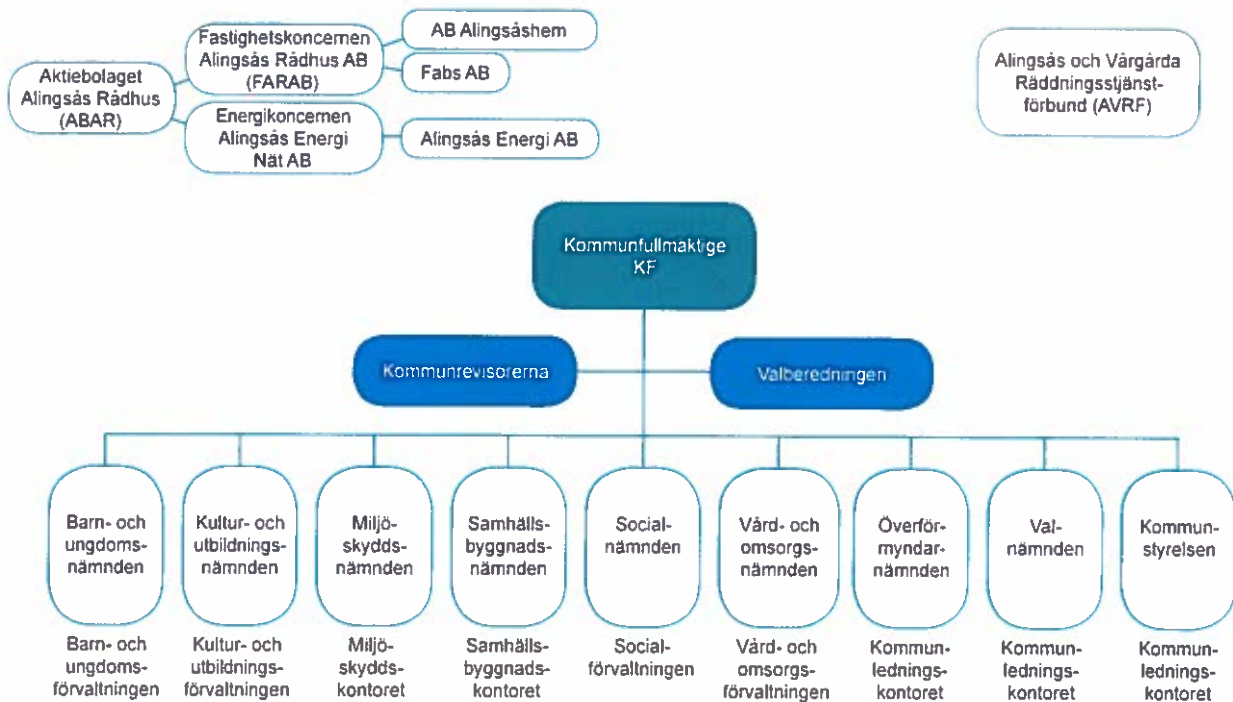 AB Alingsåshem
Fastighetskoncernen
Alingsås Rådhus AB
(FARAB)
Fabs AB
Aktiebolaget
Alingsås Rådhus
(ABAR)
Energikoncernen
Alingsås Energi
Nät AB
Alingsås Energi AB
Alingsås och Vårgårda
Räddningsstjänst-
förbund (AVRF)
Kommunfullmäktige
KF
Kommunrevisorerna
Valberedningen
Barn- och
ungdoms-
nämnden
Kultur- och
utbildnings-
nämnden
Miljö-
skydds-
nämnden
Samhälls-
byggnads-
nämnden
Social-
nämnden
Vård- och
omsorgs-
nämnden
Överför-
myndar-
nämnden
Val-
nämnden
Kommun-
styrelsen
Barn- och
ungdoms-
förvaltningen
Kultur- och
utbildnings-
förvaltningen
Miljö-
skydds-
kontoret
Samhälls-
byggnads-
kontoret
Social-
förvaltningen
Vård- och
omsorgs-
förvaltningen
Kommun-
lednings-
kontoret
Kommun-
lednings-
kontoret
Kommun-
lednings-
kontoret